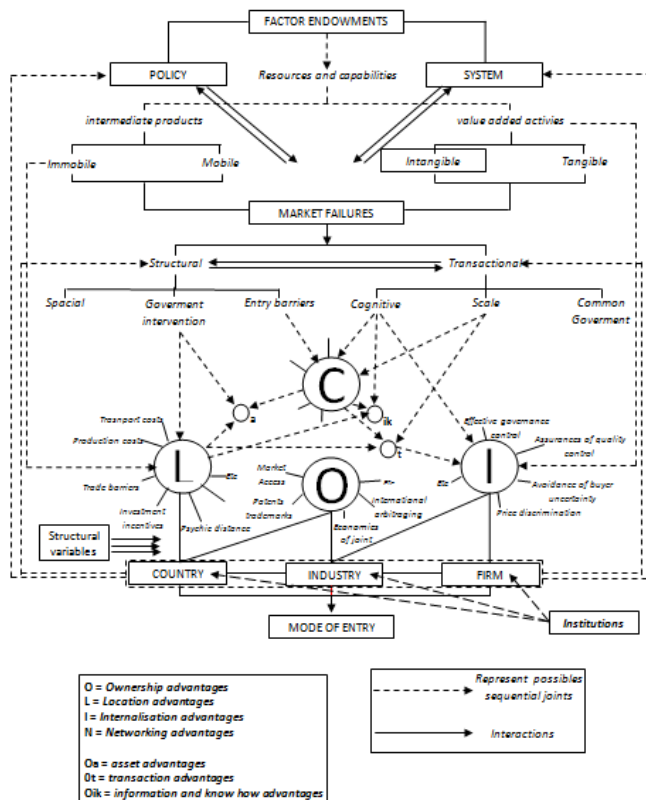 FACTOR ENDOWMENTS
POLICY
Resources and capabilities
SYSTEM
intermediate products
value added activies
Immobile
Mobile
Intangible
Tangible
MARKET FAILURES
Structural
Transactional
Spacial
Goverment
intervention
Entry barriers
Cognitive
Scale
Common
Goverment
C
a
ik
t
L
O
I
Transport costs
Production costs
Trade barriers
Investment
incentives
Psychic distance
Etc
Market
Access
Patents
trademarks
Economics
of joint
International
arbitraging
Effective governance
control
Assurances of quality
control
Avoidance of buyer
uncertainty
Price discrimination
Etc
Structural
variables
COUNTRY
INDUSTRY
FIRM
Institutions
MODE OF ENTRY
O = Ownership advantages
L = Location advantages
I = Internalisation advantages
N = Networking advantages
Oa = asset advantages
0t = transaction advantages
Oik = information and know how advantages
Represent possibles
sequential joints
Interactions